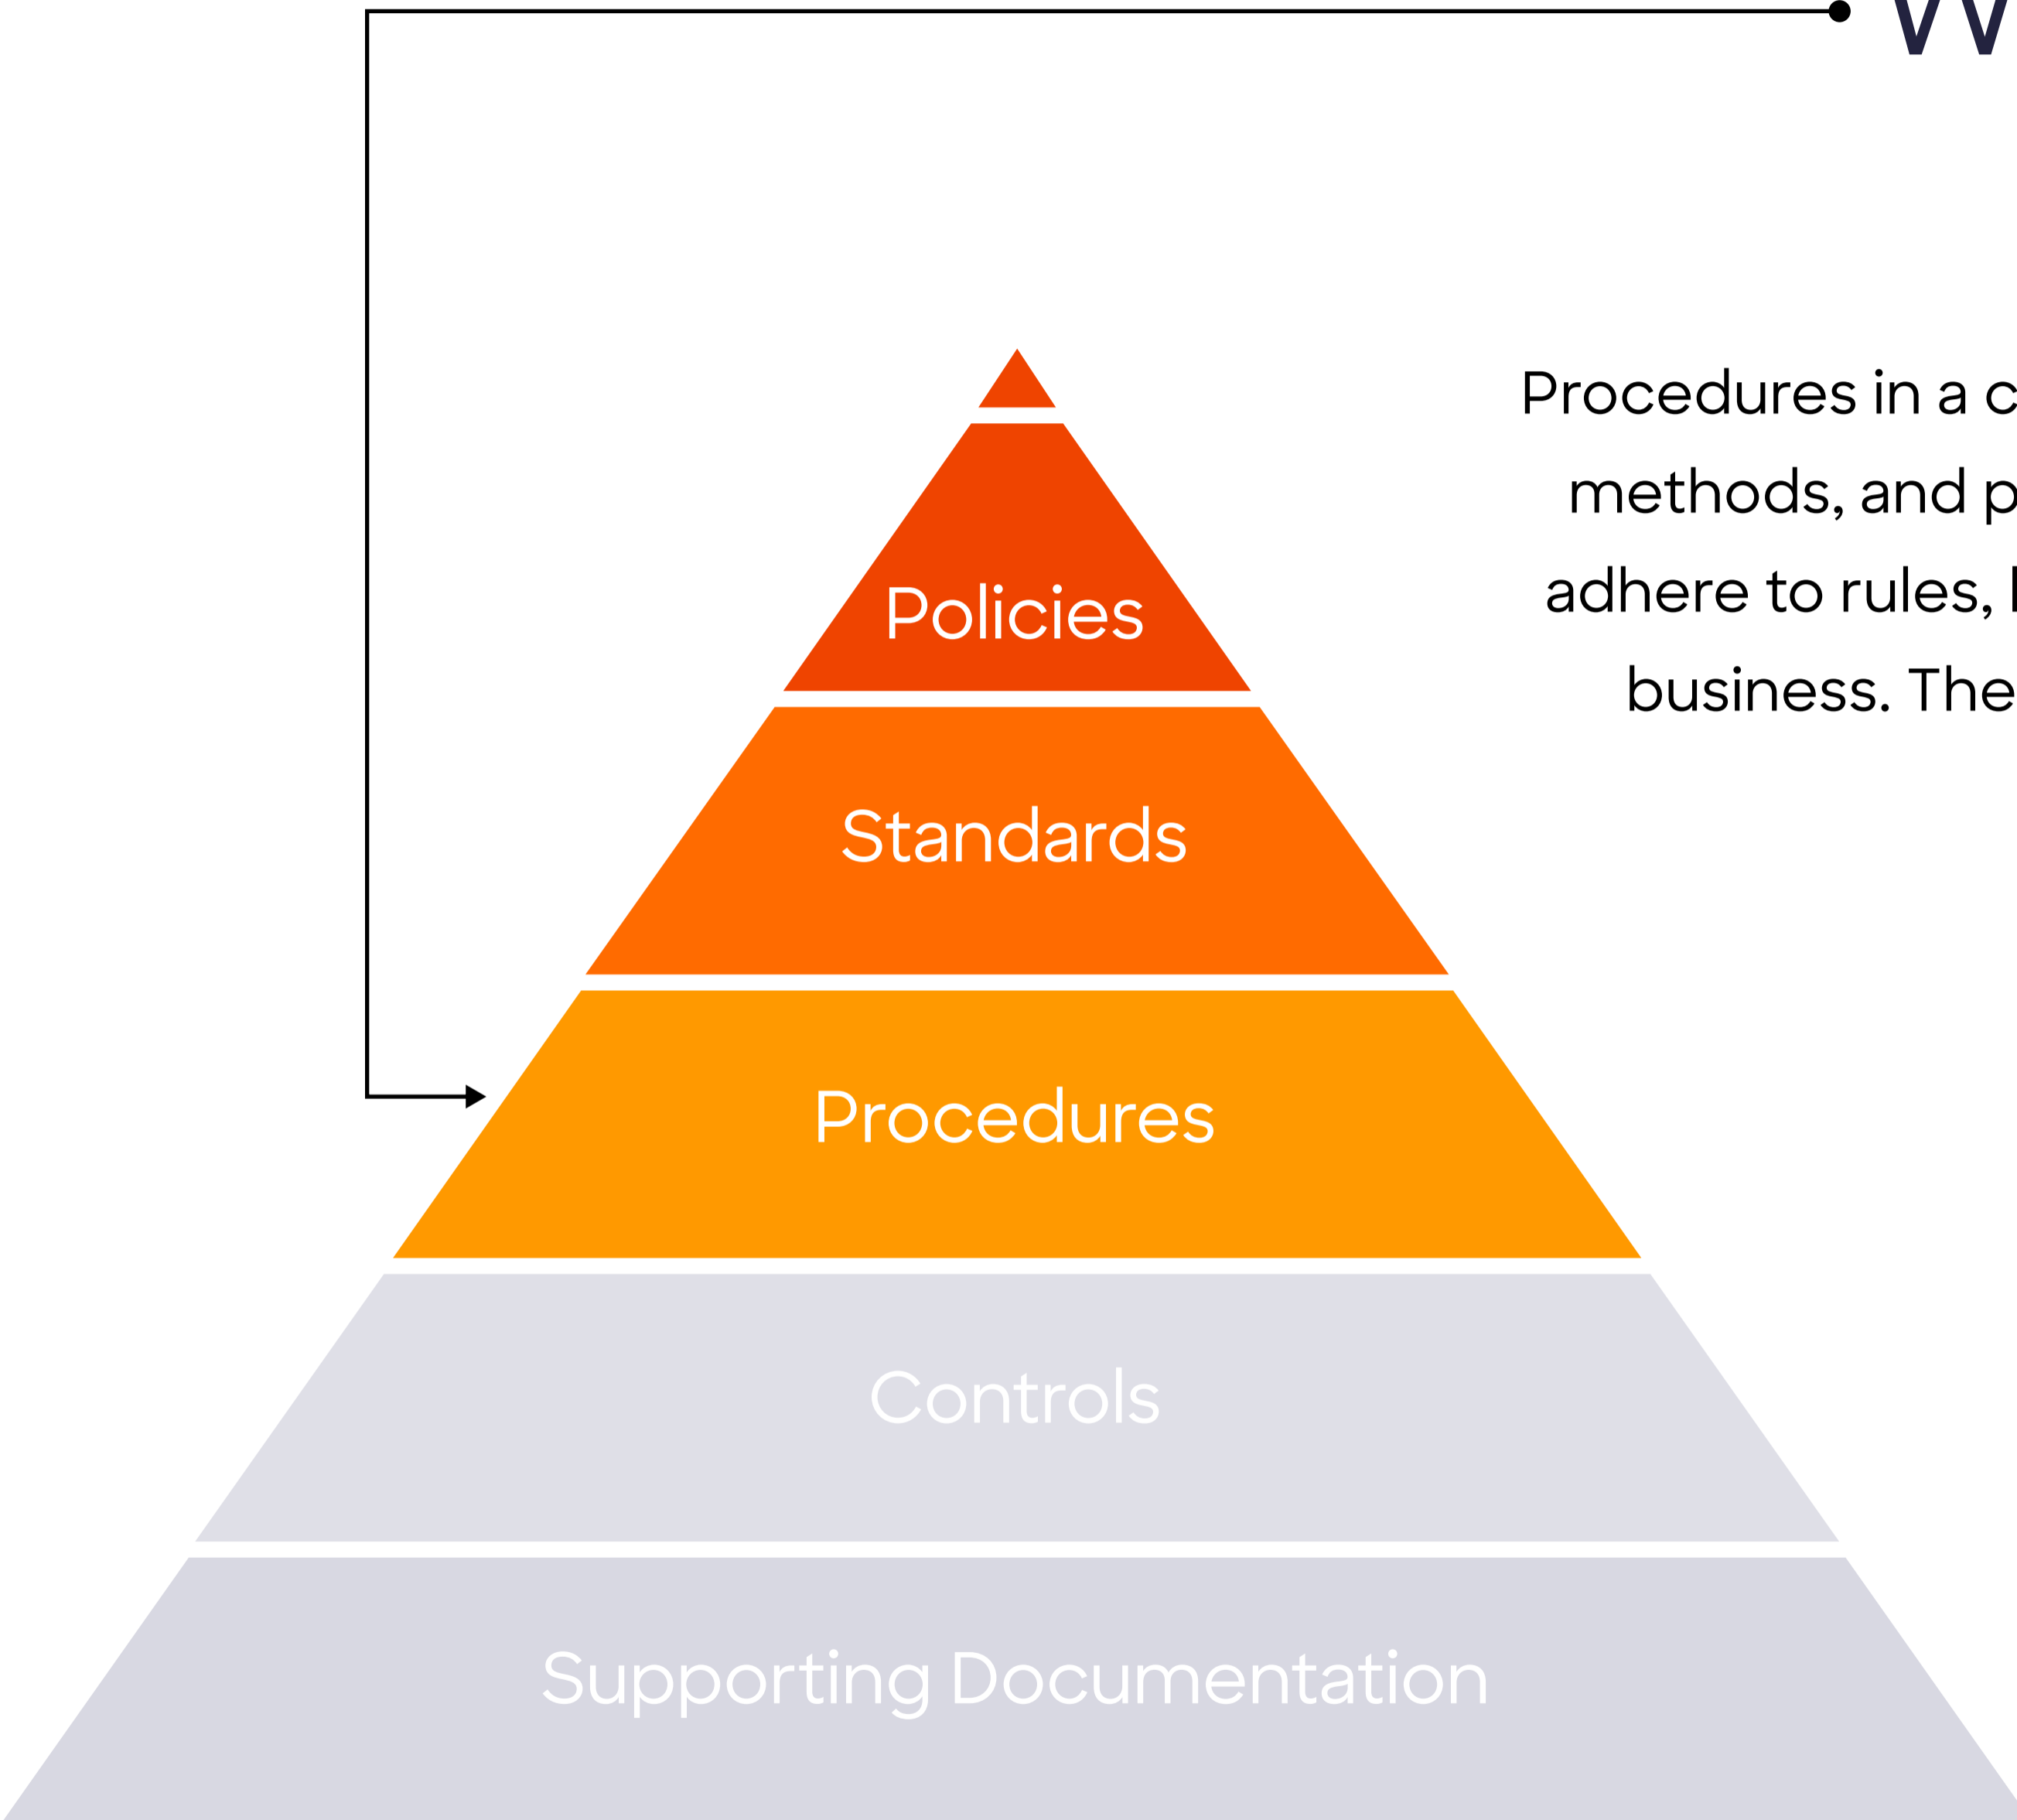 Procedures in a
methods, and
adhere to rules,
business. The
Policies
Standards
Procedures
Controls
Supporting Documentation